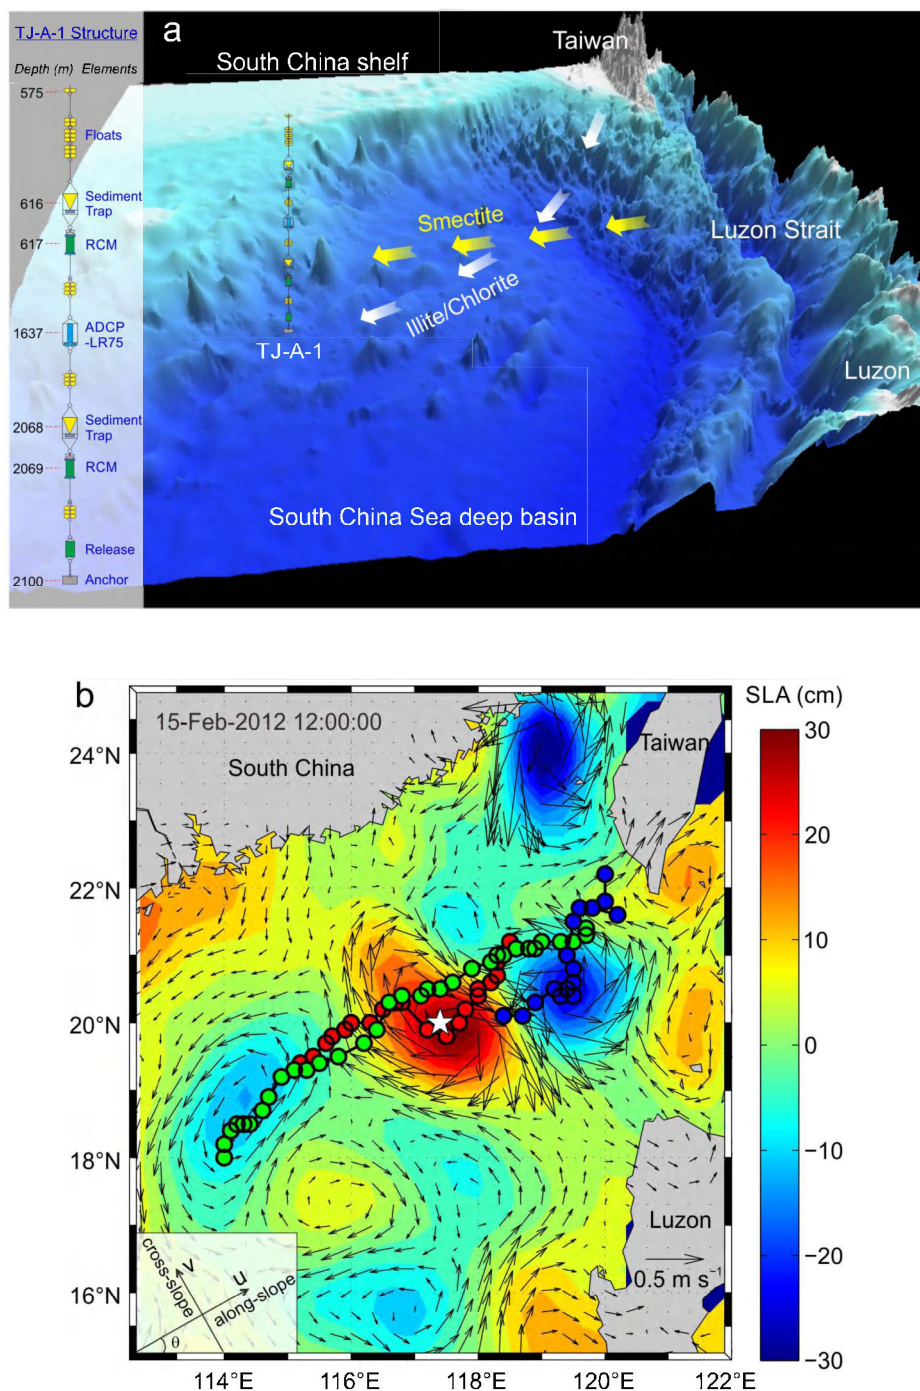 TJ-A-1 Structure
a
Depth (m) Elements
South China shelf
Taiwan
575
Floats
616
Sediment
Trap
617
RCM
1637
ADCP
-LR75
2068
Sediment
Trap
2069
RCM
Release
2100
Anchor
Smectite
Illite/Chlorite
TJ-A-1
Luzon Strait
Luzon
South China Sea deep basin
b
SLA (cm)
15-Feb-2012 12:00:00
South China
Taiwan
Luzon
0.5 m s⁻¹
24°N
22°N
20°N
18°N
16°N
cross-slope
v
u
along-slope
θ
114°E
116°E
118°E
120°E
122°E
30
20
10
0
−10
−20
−30